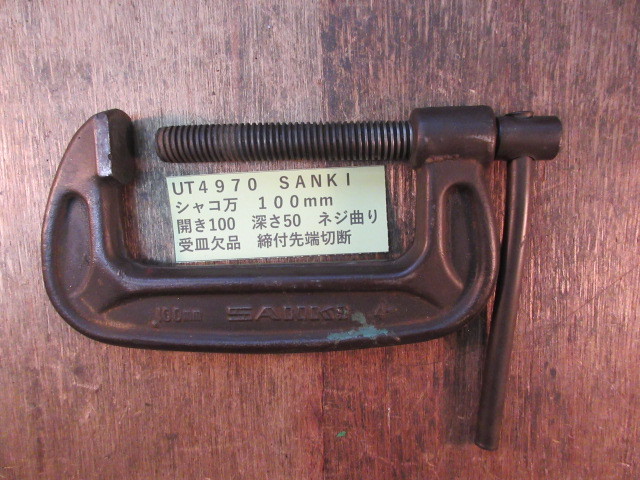 UT4970 SANKI
シャコ万 100mm
開き100 深さ50 ネジ曲り
受皿欠品 締付先端切断
100mm SANKI 4"